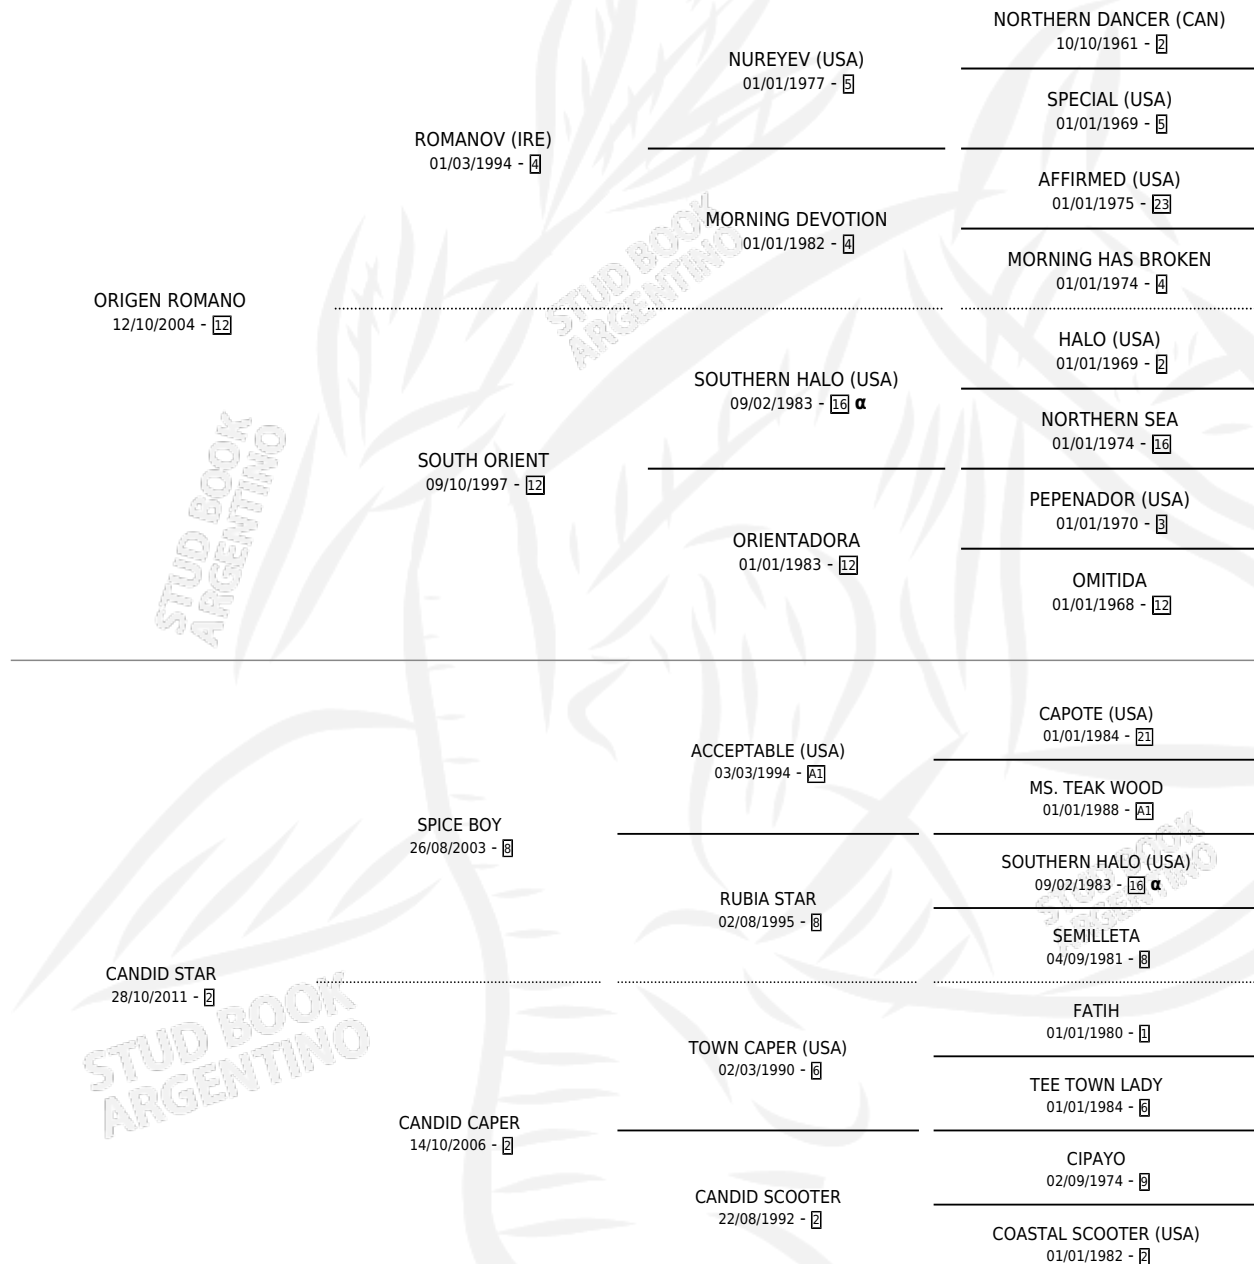 NORTHERN DANCER (CAN)
10/10/1961 - 2
NUREYEV (USA)
01/01/1977 - 5
SPECIAL (USA)
01/01/1969 - 5
ROMANOV (IRE)
01/03/1994 - 4
AFFIRMED (USA)
01/01/1975 - 23
MORNING DEVOTION
01/01/1982 - 4
MORNING HAS BROKEN
01/01/1974 - 4
ORIGEN ROMANO
12/10/2004 - 12
HALO (USA)
01/01/1969 - 2
SOUTHERN HALO (USA)
09/02/1983 - 16 α
NORTHERN SEA
01/01/1974 - 16
SOUTH ORIENT
09/10/1997 - 12
PEPENADOR (USA)
01/01/1970 - 3
ORIENTADORA
01/01/1983 - 12
OMITIDA
01/01/1968 - 12
CAPOTE (USA)
01/01/1984 - 21
ACCEPTABLE (USA)
03/03/1994 - A1
MS. TEAK WOOD
01/01/1988 - A1
SPICE BOY
26/08/2003 - 8
SOUTHERN HALO (USA)
09/02/1983 - 16 α
RUBIA STAR
02/08/1995 - 8
SEMILLETA
04/09/1981 - 8
CANDID STAR
28/10/2011 - 2
FATIH
01/01/1980 - 1
TOWN CAPER (USA)
02/03/1990 - 6
TEE TOWN LADY
01/01/1984 - 6
CANDID CAPER
14/10/2006 - 2
CIPAYO
02/09/1974 - 9
CANDID SCOOTER
22/08/1992 - 2
COASTAL SCOOTER (USA)
01/01/1982 - 2
STUD BOOK
ARGENTINO
STUD BOOK
ARGENTINO
STUD BOOK
ARGENTINO
STUD BOOK
ARGENTINO